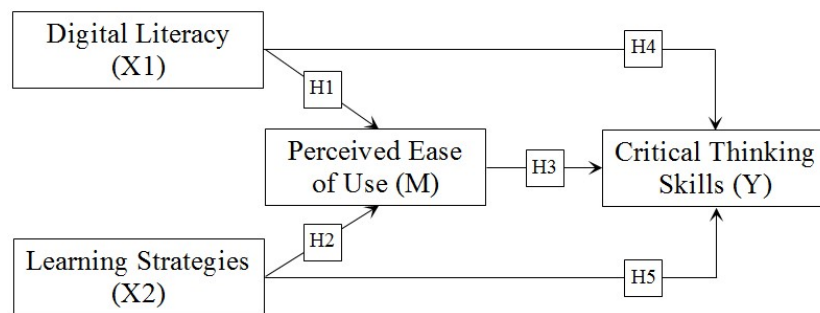 Digital Literacy
(X1)
H4
H1
Perceived Ease
of Use (M)
H3
Critical Thinking
Skills (Y)
H2
Learning Strategies
(X2)
H5